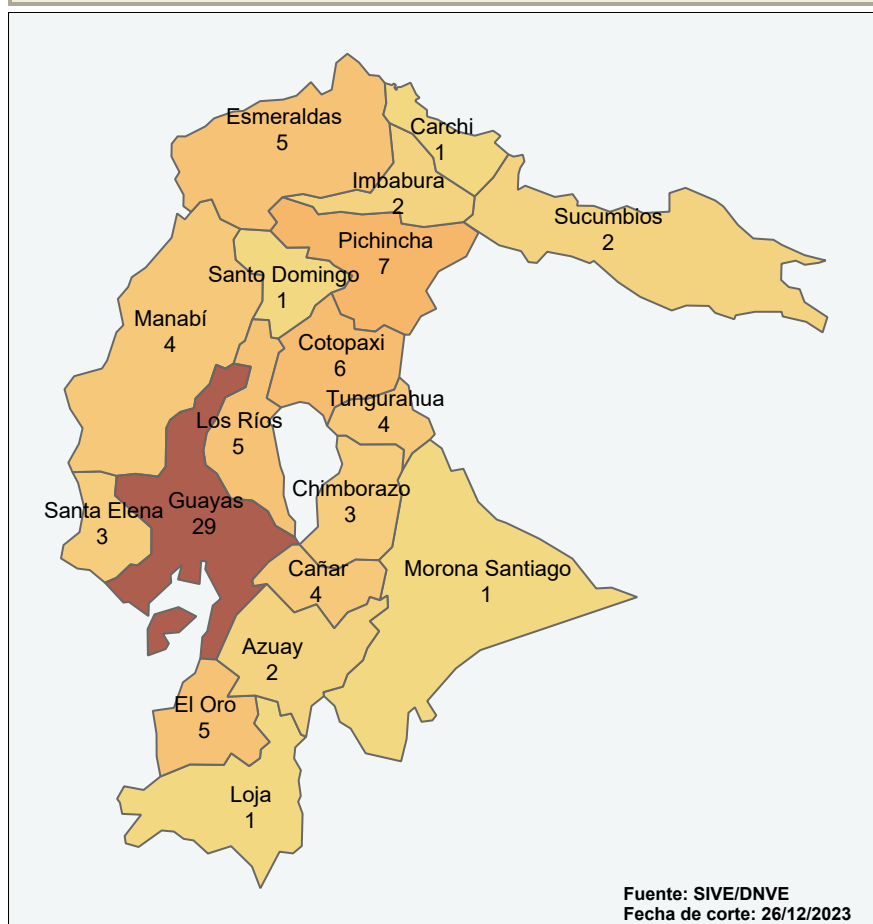 Esmeraldas
5
Carchi
1
Imbabura
2
Sucumbios
2
Pichincha
7
Santo Domingo
1
Manabí
4
Cotopaxi
6
Tungurahua
4
Los Ríos
5
Chimborazo
3
Guayas
29
Santa Elena
3
Cañar
4
Morona Santiago
1
Azuay
2
El Oro
5
Loja
1
Fuente: SIVE/DNVE
Fecha de corte: 26/12/2023